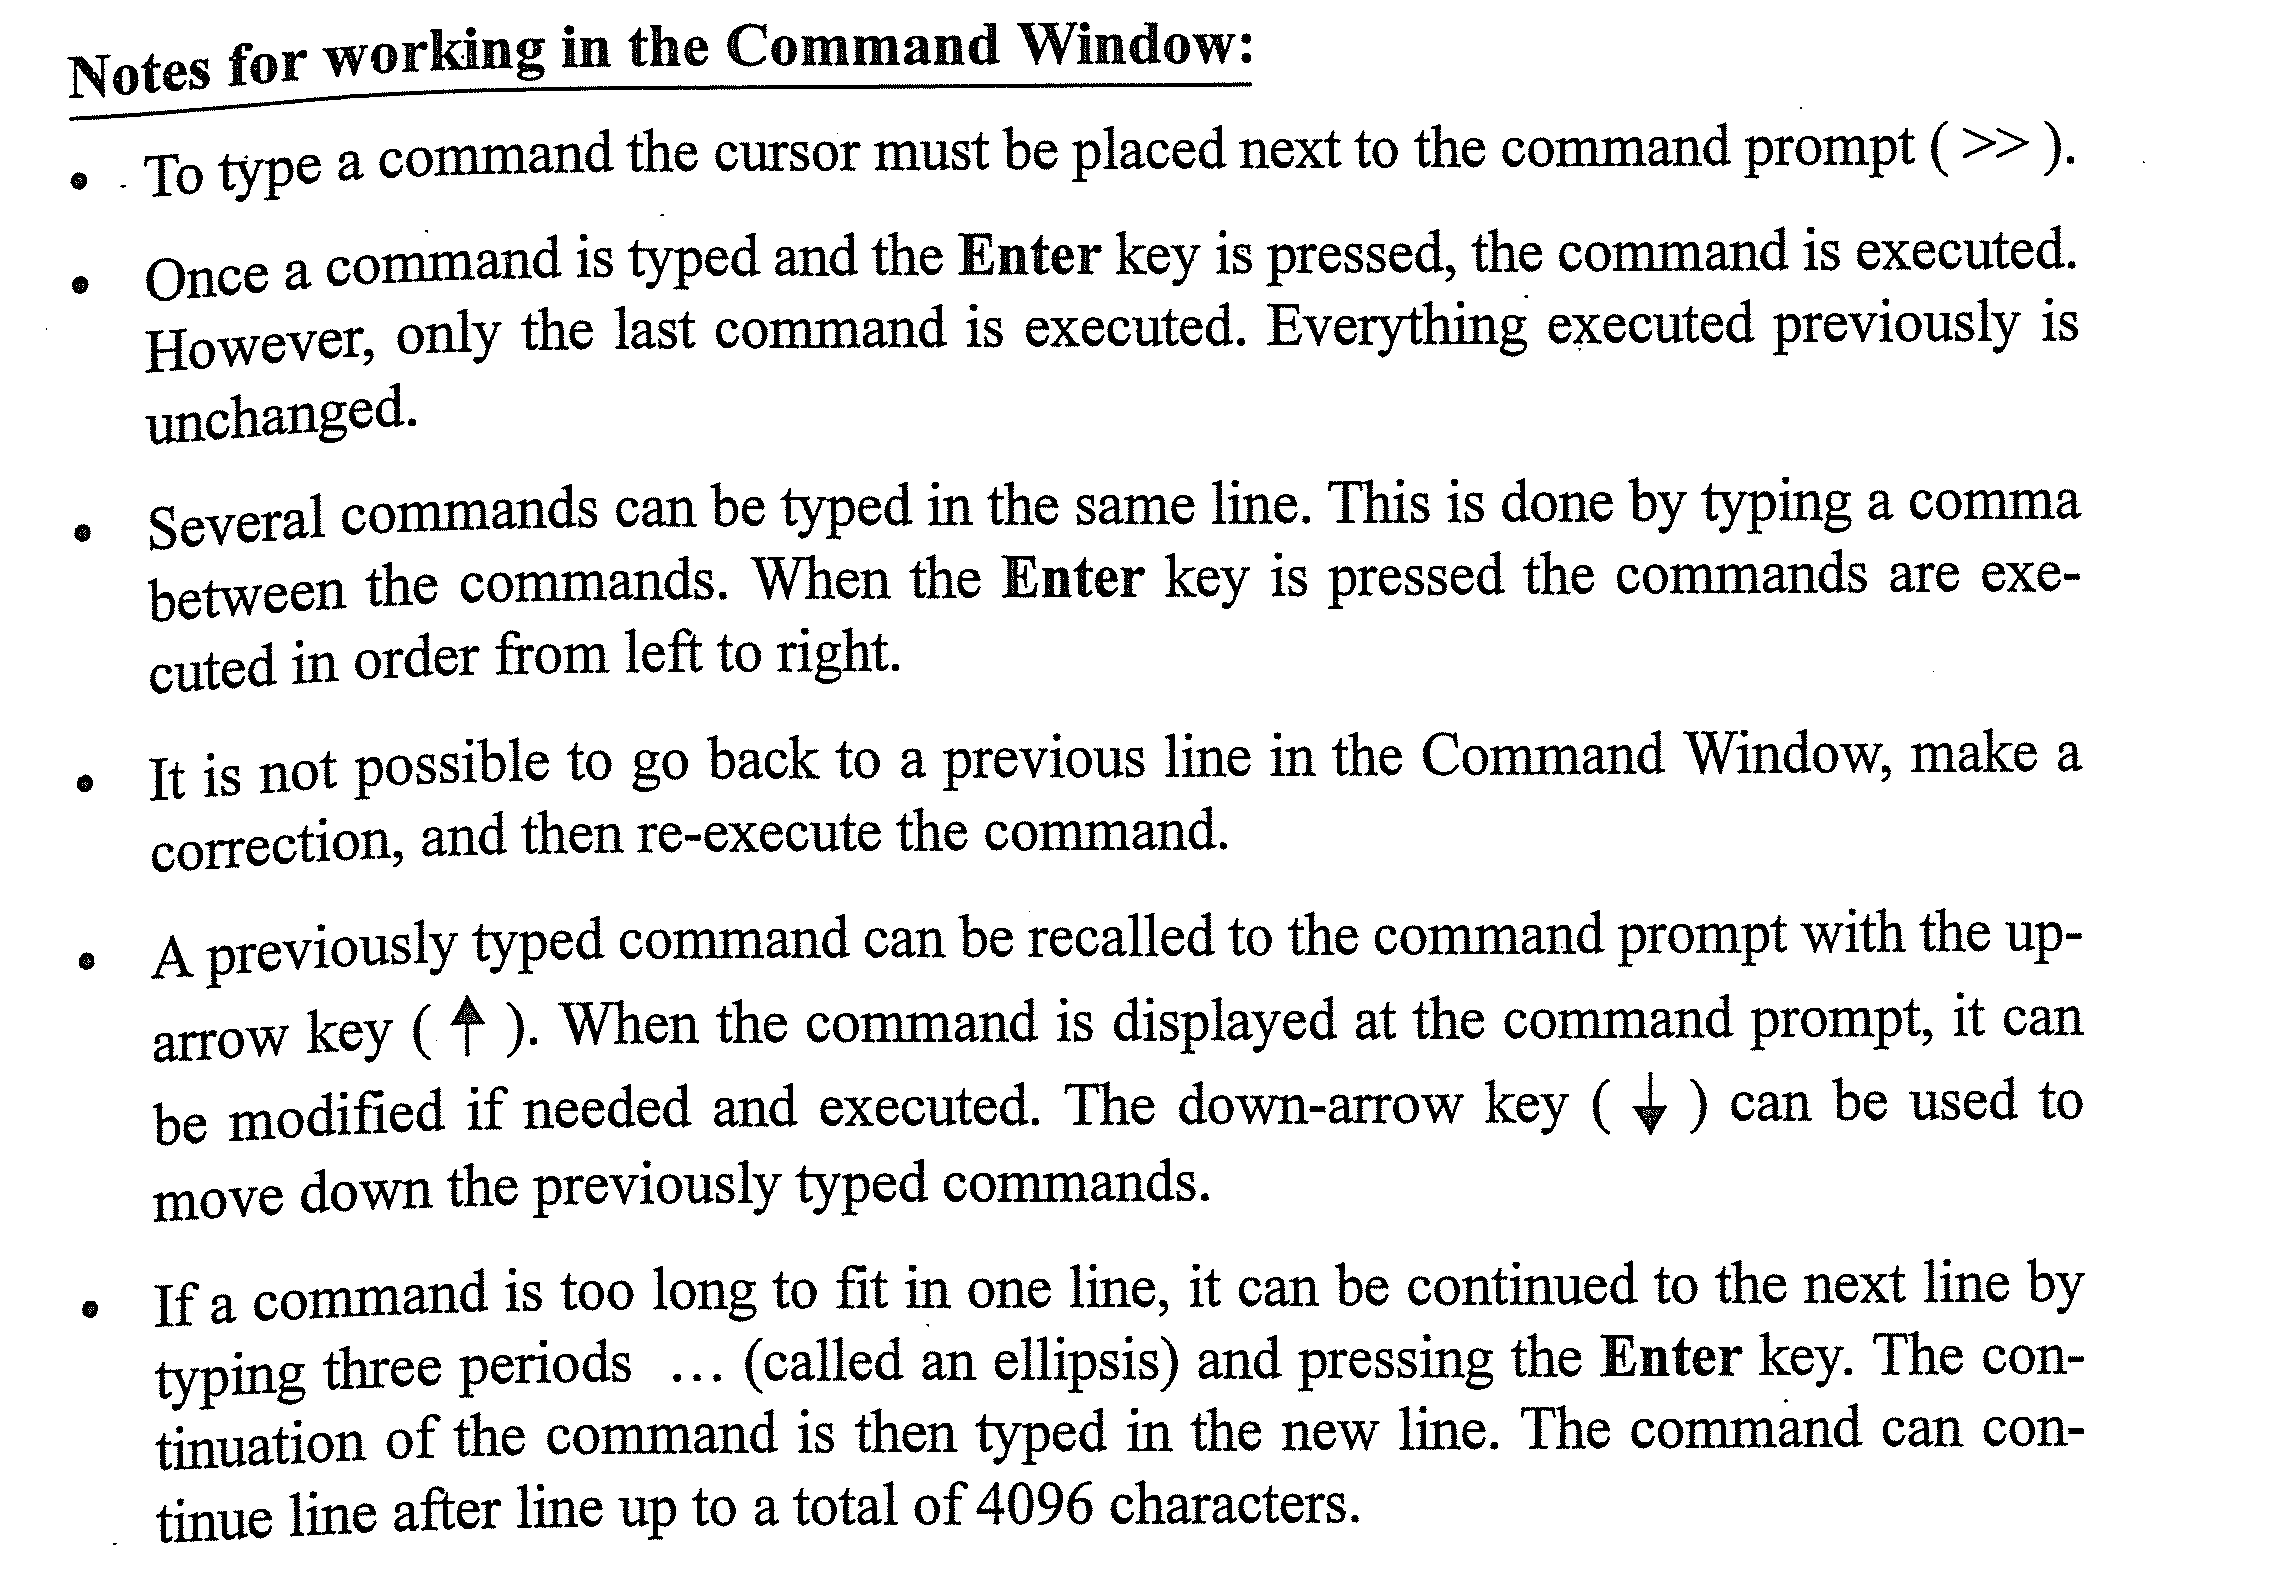 Notes for working in the Command Window:
• To type a command the cursor must be placed next to the command prompt ( >> ).
• Once a command is typed and the Enter key is pressed, the command is executed.
However, only the last command is executed. Everything executed previously is
unchanged.
• Several commands can be typed in the same line. This is done by typing a comma
between the commands. When the Enter key is pressed the commands are exe-
cuted in order from left to right.
• It is not possible to go back to a previous line in the Command Window, make a
correction, and then re-execute the command.
• A previously typed command can be recalled to the command prompt with the up-
arrow key ( ↑ ). When the command is displayed at the command prompt, it can
be modified if needed and executed. The down-arrow key ( ↓ ) can be used to
move down the previously typed commands.
• If a command is too long to fit in one line, it can be continued to the next line by
typing three periods ... (called an ellipsis) and pressing the Enter key. The con-
tinuation of the command is then typed in the new line. The command can con-
tinue line after line up to a total of 4096 characters.